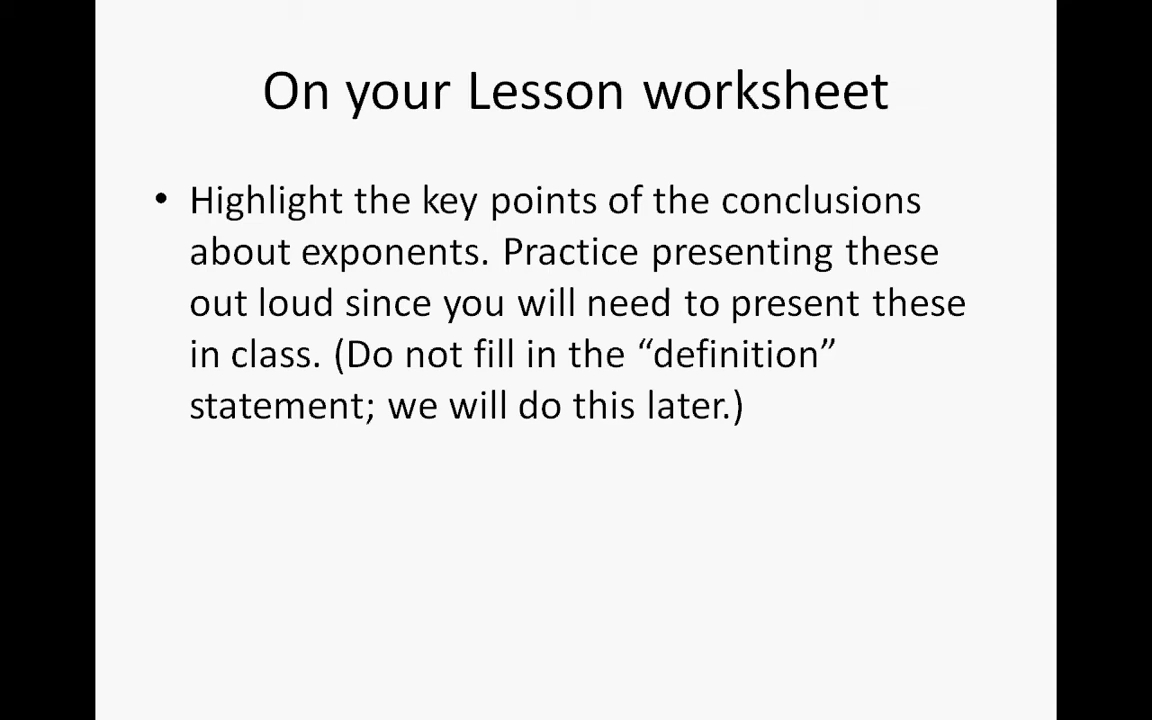 On your Lesson worksheet
• Highlight the key points of the conclusions
about exponents. Practice presenting these
out loud since you will need to present these
in class. (Do not fill in the “definition”
statement; we will do this later.)